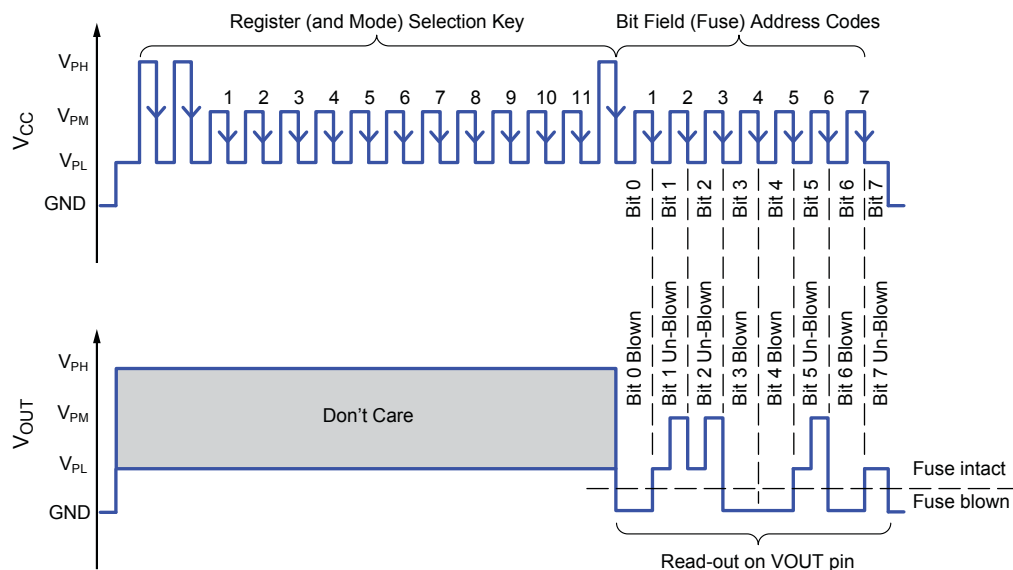 Register (and Mode) Selection Key
Bit Field (Fuse) Address Codes
VCC
VPH
VPM
VPL
GND
1 2 3 4 5 6 7 8 9 10 11
1 2 3 4 5 6 7
Bit 0
Bit 1
Bit 2
Bit 3
Bit 4
Bit 5
Bit 6
Bit 7
Bit 0 Blown
Bit 1 Un-Blown
Bit 2 Un-Blown
Bit 3 Blown
Bit 4 Blown
Bit 5 Un-Blown
Bit 6 Blown
Bit 7 Un-Blown
VOUT
VPH
VPM
VPL
GND
Don't Care
Fuse intact
Fuse blown
Read-out on VOUT pin